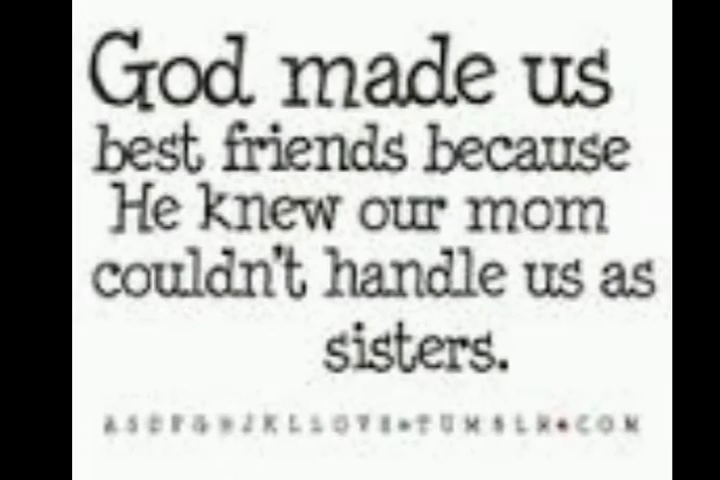 God made us
best friends because
He knew our mom
couldn't handle us as
sisters.
ASDFGHJKLLOVE•TUMBLR•COM